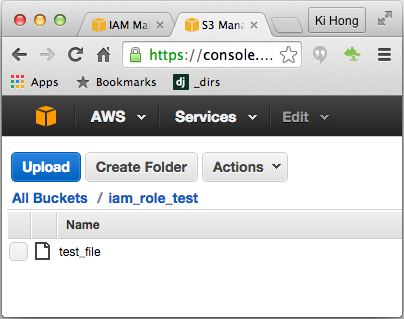 IAM Ma
S3 Mana
Ki Hong
https://console....
Apps
Bookmarks
dj
_dirs
AWS
Services
Edit
Upload
Create Folder
Actions
All Buckets / iam_role_test
Name
test_file